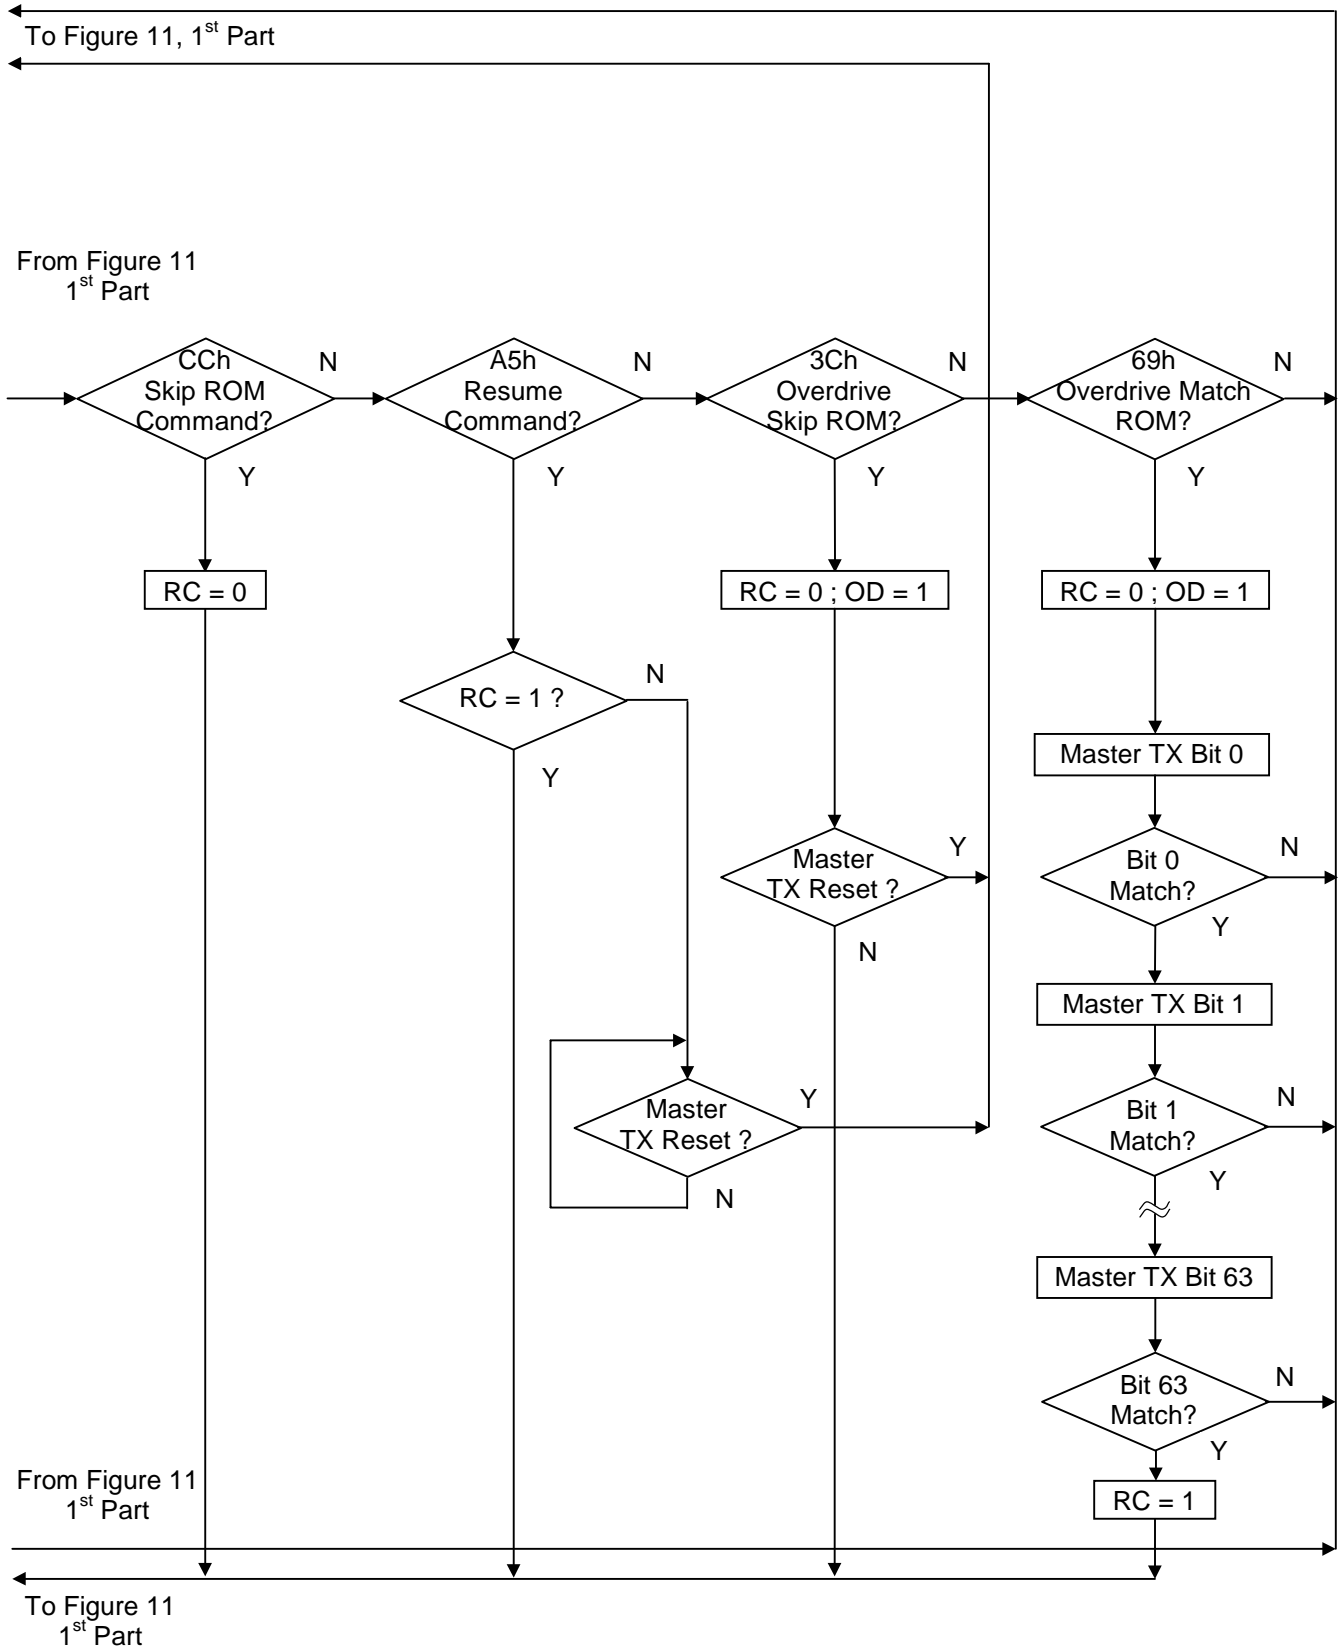 To Figure 11, 1st Part
From Figure 11
1st Part
CCh
Skip ROM
Command?
N
Y
A5h
Resume
Command?
N
Y
3Ch
Overdrive
Skip ROM?
N
Y
69h
Overdrive Match
ROM?
N
Y
RC = 0
RC = 0 ; OD = 1
RC = 0 ; OD = 1
RC = 1 ?
N
Y
Master TX Bit 0
Master
TX Reset ?
Y
N
Bit 0
Match?
N
Y
Master TX Bit 1
Master
TX Reset ?
Y
N
Bit 1
Match?
N
Y
Master TX Bit 63
Bit 63
Match?
N
Y
RC = 1
From Figure 11
1st Part
To Figure 11
1st Part